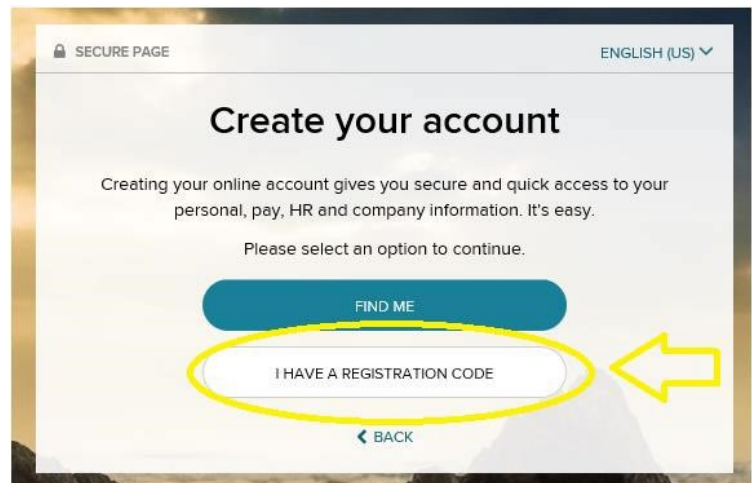 SECURE PAGE
ENGLISH (US)
Create your account
Creating your online account gives you secure and quick access to your
personal, pay, HR and company information. It's easy.
Please select an option to continue.
FIND ME
I HAVE A REGISTRATION CODE
BACK